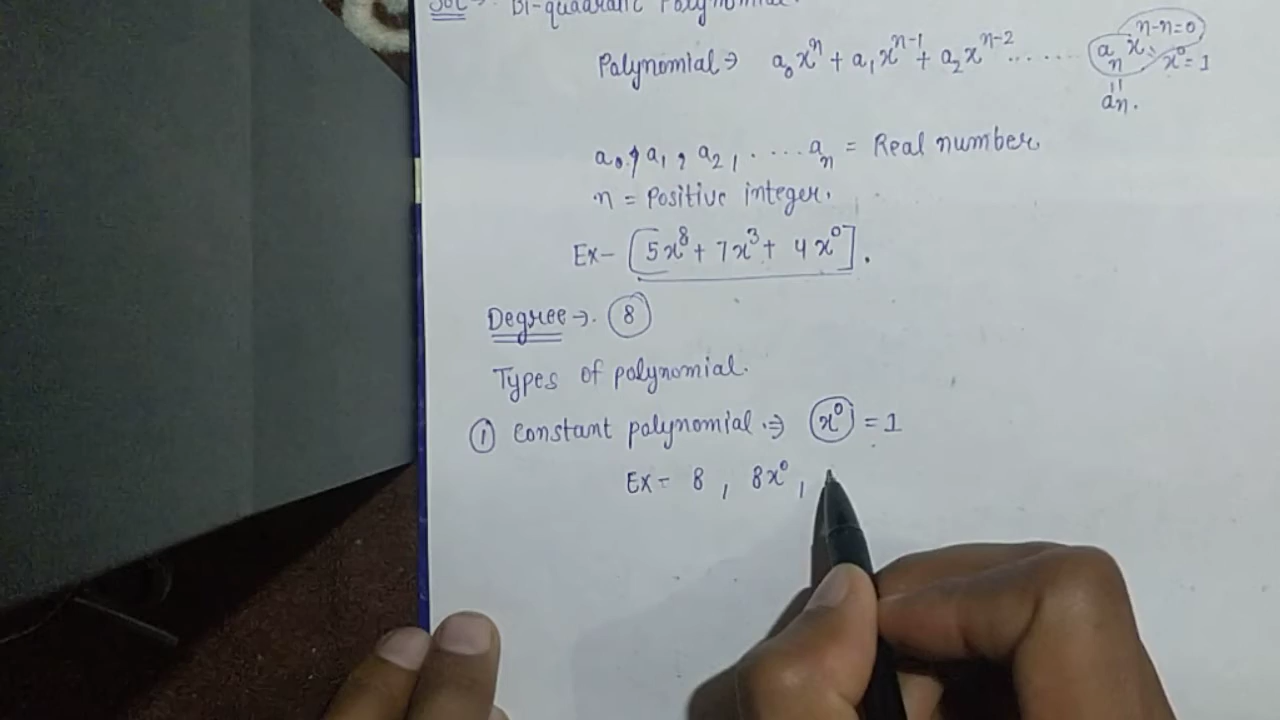 Sol → Bi-quadratic Polynomial.
n-n=0
Polynomial ⇒ a₀xⁿ + a₁xⁿ⁻¹ + a₂xⁿ⁻² ...... aₙx x⁰=1
||
an.
a₀, a₁, a₂, .... aₙ = Real number
n = Positive integer.
Ex- [5x⁸ + 7x³ + 4x⁰].
Degree → 8
Types of polynomial.
① Constant polynomial ⇒ x⁰ = 1
Ex = 8, 8x⁰,